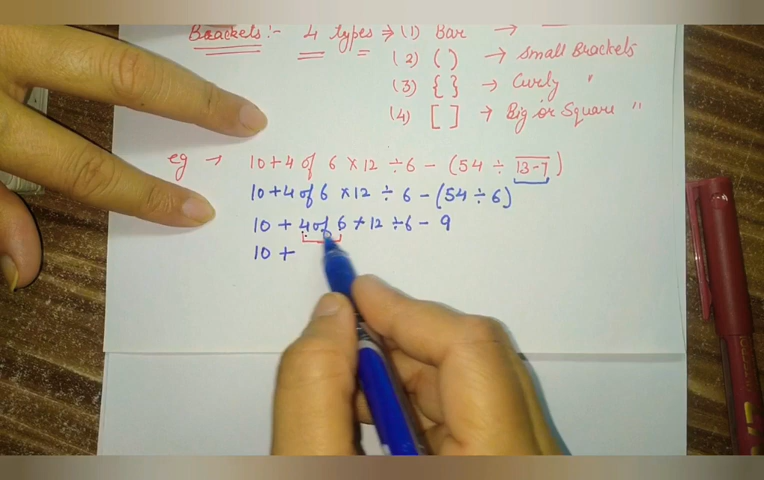 Brackets :- 4 types ⇒ (1) Bar →
(2) ( ) → Small Brackets
(3) { } → Curly "
(4) [ ] → Big or Square "
eg → 10 + 4 of 6 × 12 ÷ 6 - (54 ÷ 1̅3̅ ̅-̅ ̅7̅)
10 + 4 of 6 × 12 ÷ 6 - (54 ÷ 6)
10 + 4 of 6 × 12 ÷ 6 - 9
10 +